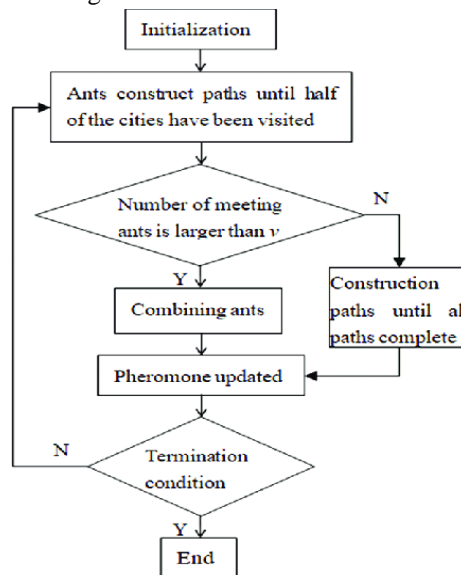 Initialization
Ants construct paths until half
of the cities have been visited
Number of meeting
ants is larger than
N
Y
Construction
paths until
paths complete
Combining ants
Pheromone updated
N
Termination
condition
Y
End